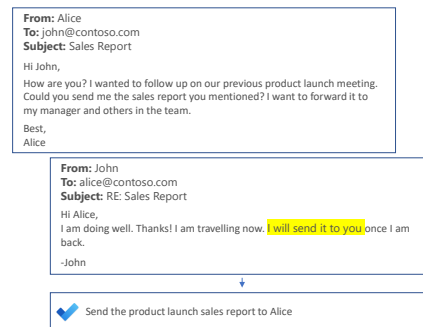 From: Alice
To: john@contoso.com
Subject: Sales Report
Hi John,
How are you? I wanted to follow up on our previous product launch meeting.
Could you send me the sales report you mentioned? I want to forward it to
my manager and others in the team.
Best,
Alice
From: John
To: alice@contoso.com
Subject: RE: Sales Report
Hi Alice,
I am doing well. Thanks! I am travelling now. I will send it to you once I am
back.
-John
Send the product launch sales report to Alice